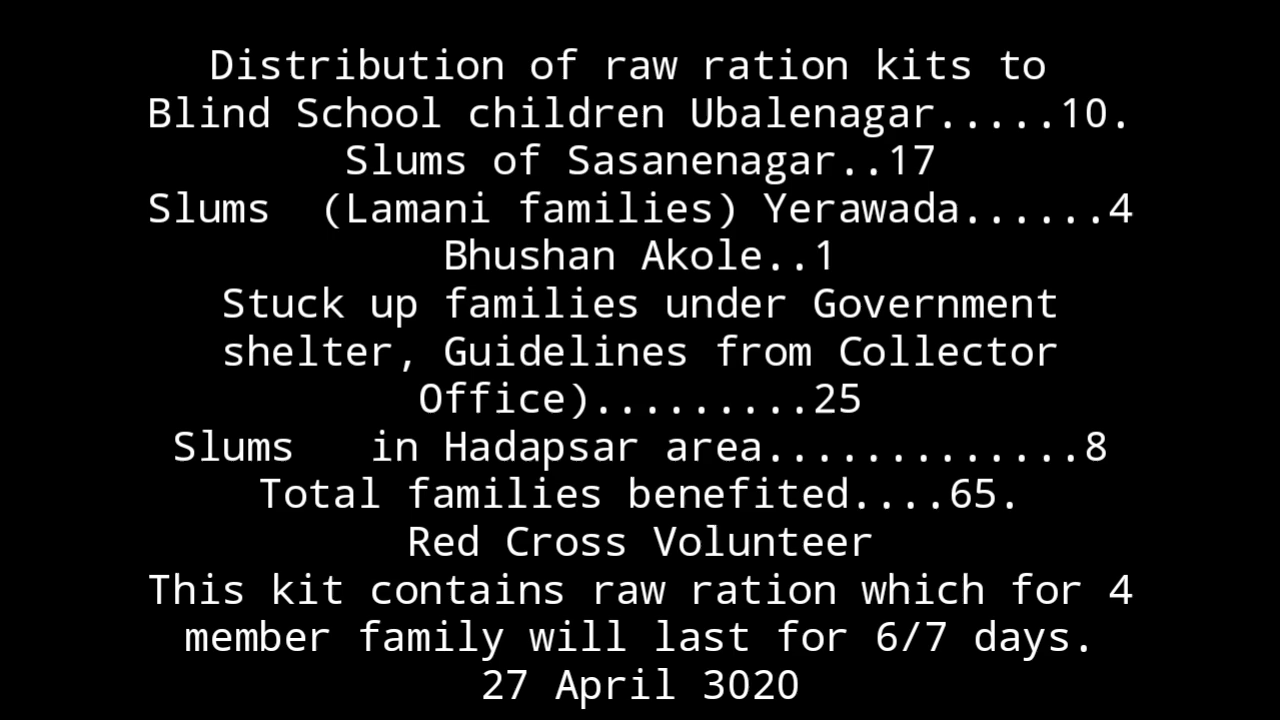 Distribution of raw ration kits to
Blind School children Ubalenagar.....10.
Slums of Sasanenagar..17
Slums  (Lamani families) Yerawada......4
Bhushan Akole..1
Stuck up families under Government
shelter, Guidelines from Collector
Office).........25
Slums   in Hadapsar area.............8
Total families benefited....65.
Red Cross Volunteer
This kit contains raw ration which for 4
member family will last for 6/7 days.
27 April 3020